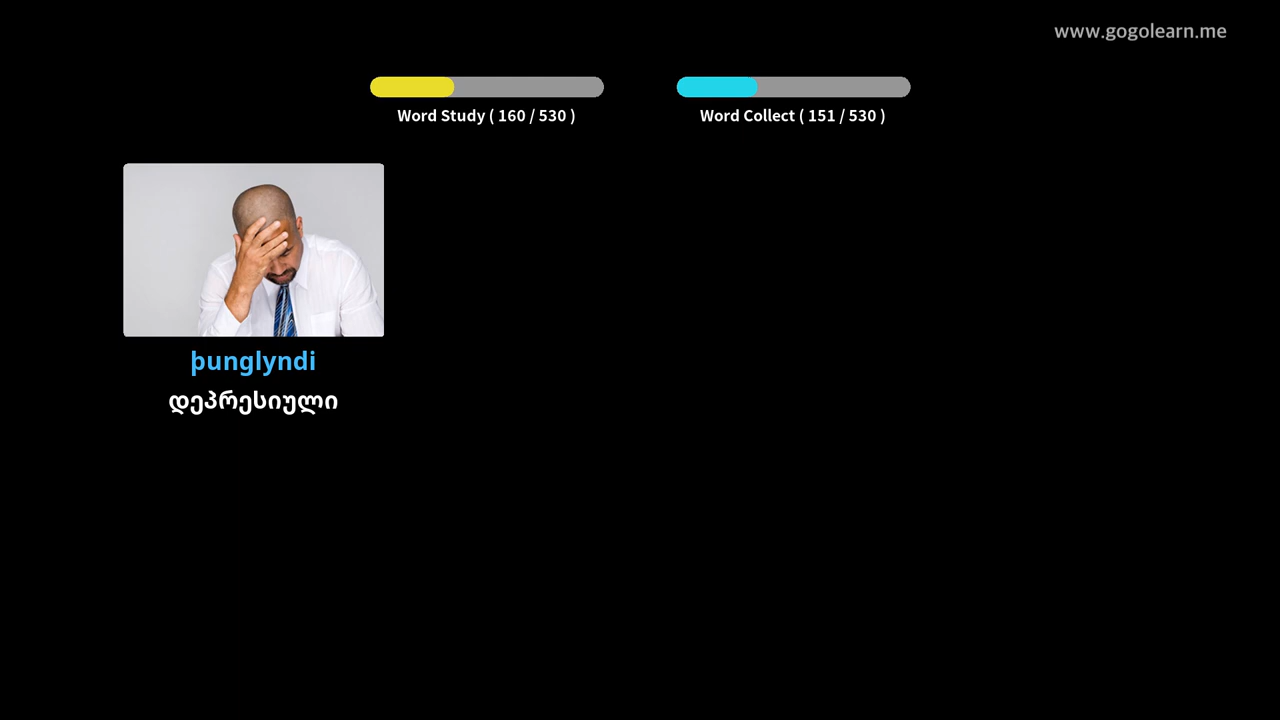 www.gogolearn.me
Word Study ( 160 / 530 )
Word Collect ( 151 / 530 )
þunglyndi
დეპრესიული